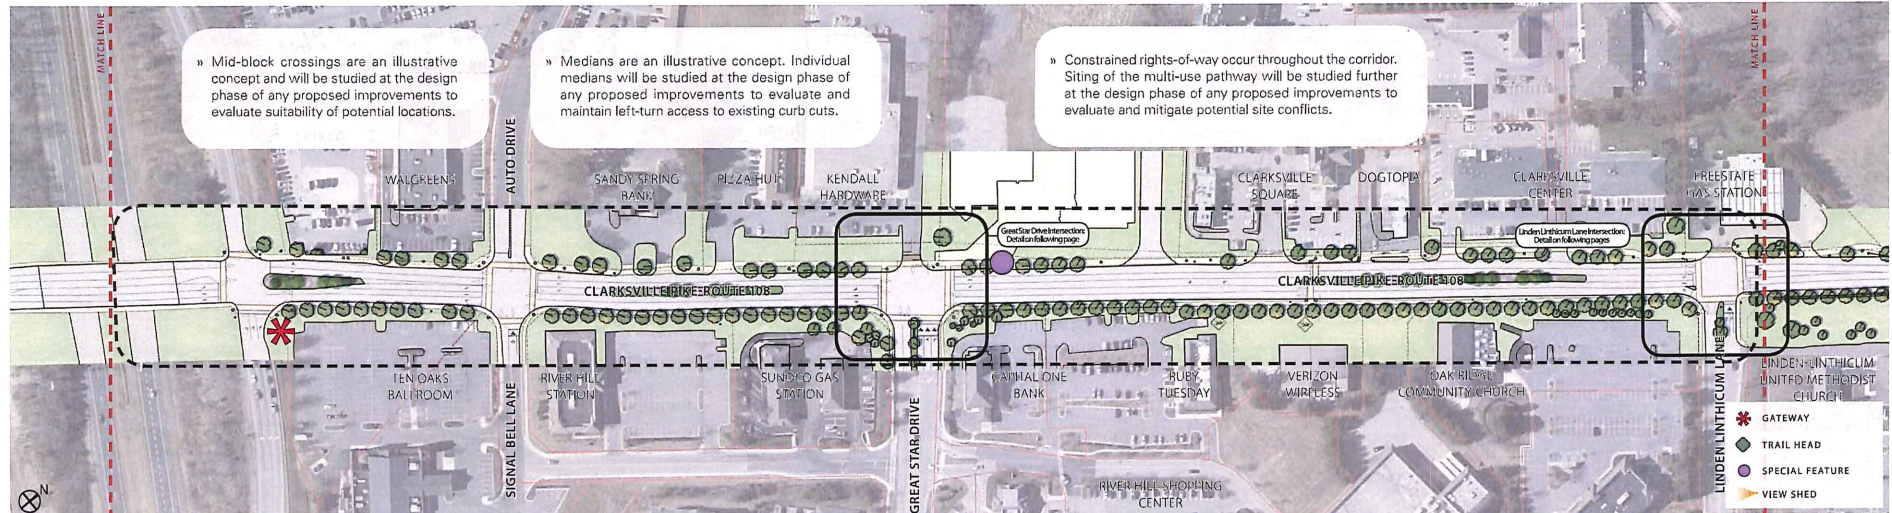 MATCH LINE
» Mid-block crossings are an illustrative
concept and will be studied at the design
phase of any proposed improvements to
evaluate suitability of potential locations.
AUTO DRIVE
» Medians are an illustrative concept. Individual
medians will be studied at the design phase of
any proposed improvements to evaluate and
maintain left-turn access to existing curb cuts.
» Constrained rights-of-way occur throughout the corridor.
Siting of the multi-use pathway will be studied further
at the design phase of any proposed improvements to
evaluate and mitigate potential site conflicts.
MATCH LINE
WALGREENS
SANDY SPRING
BANK
PIZZA HUT
KENDALL
HARDWARE
CLARKSVILLE
SQUARE
DOGTOPIA
CLARKSVILLE
CENTER
FREESTATE
GAS STATION
Great Star Drive Intersection:
Detail on following page
Linden Linthicum Lane Intersection:
Detail on following pages
CLARKSVILLE PIKE-ROUTE 108
CLARKSVILLE PIKE-ROUTE 108
TEN OAKS
BALLROOM
SIGNAL BELL LANE
RIVER HILL
STATION
SUNOCO GAS
STATION
GREAT STAR DRIVE
CAPITAL ONE
BANK
RUBY
TUESDAY
VERIZON
WIRELESS
OAK RIDGE
COMMUNITY CHURCH
LINDEN LINTHICUM LANE
LINDEN-LINTHICUM
UNITED METHODIST
CHURCH
RIVER HILL SHOPPING
CENTER
GATEWAY
TRAIL HEAD
SPECIAL FEATURE
VIEW SHED
N